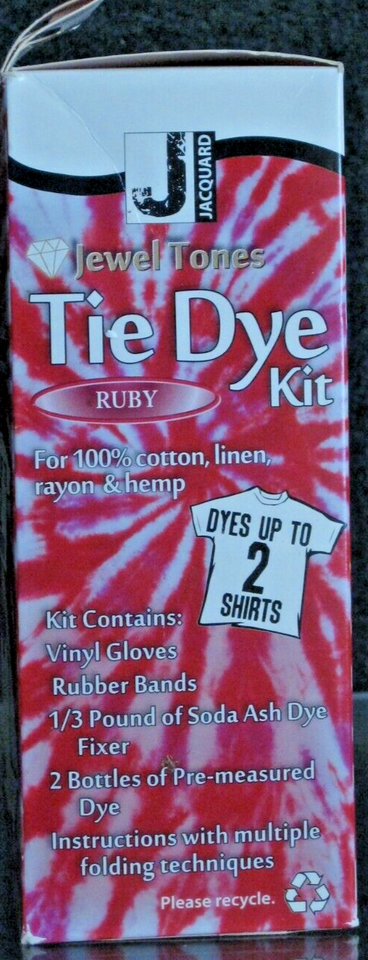 J
JACQUARD
Jewel Tones
Tie Dye
Kit
RUBY
For 100% cotton, linen,
rayon & hemp
DYES UP TO
2
SHIRTS
Kit Contains:
Vinyl Gloves
Rubber Bands
1/3 Pound of Soda Ash Dye
Fixer
2 Bottles of Pre-measured
Dye
Instructions with multiple
folding techniques
Please recycle.